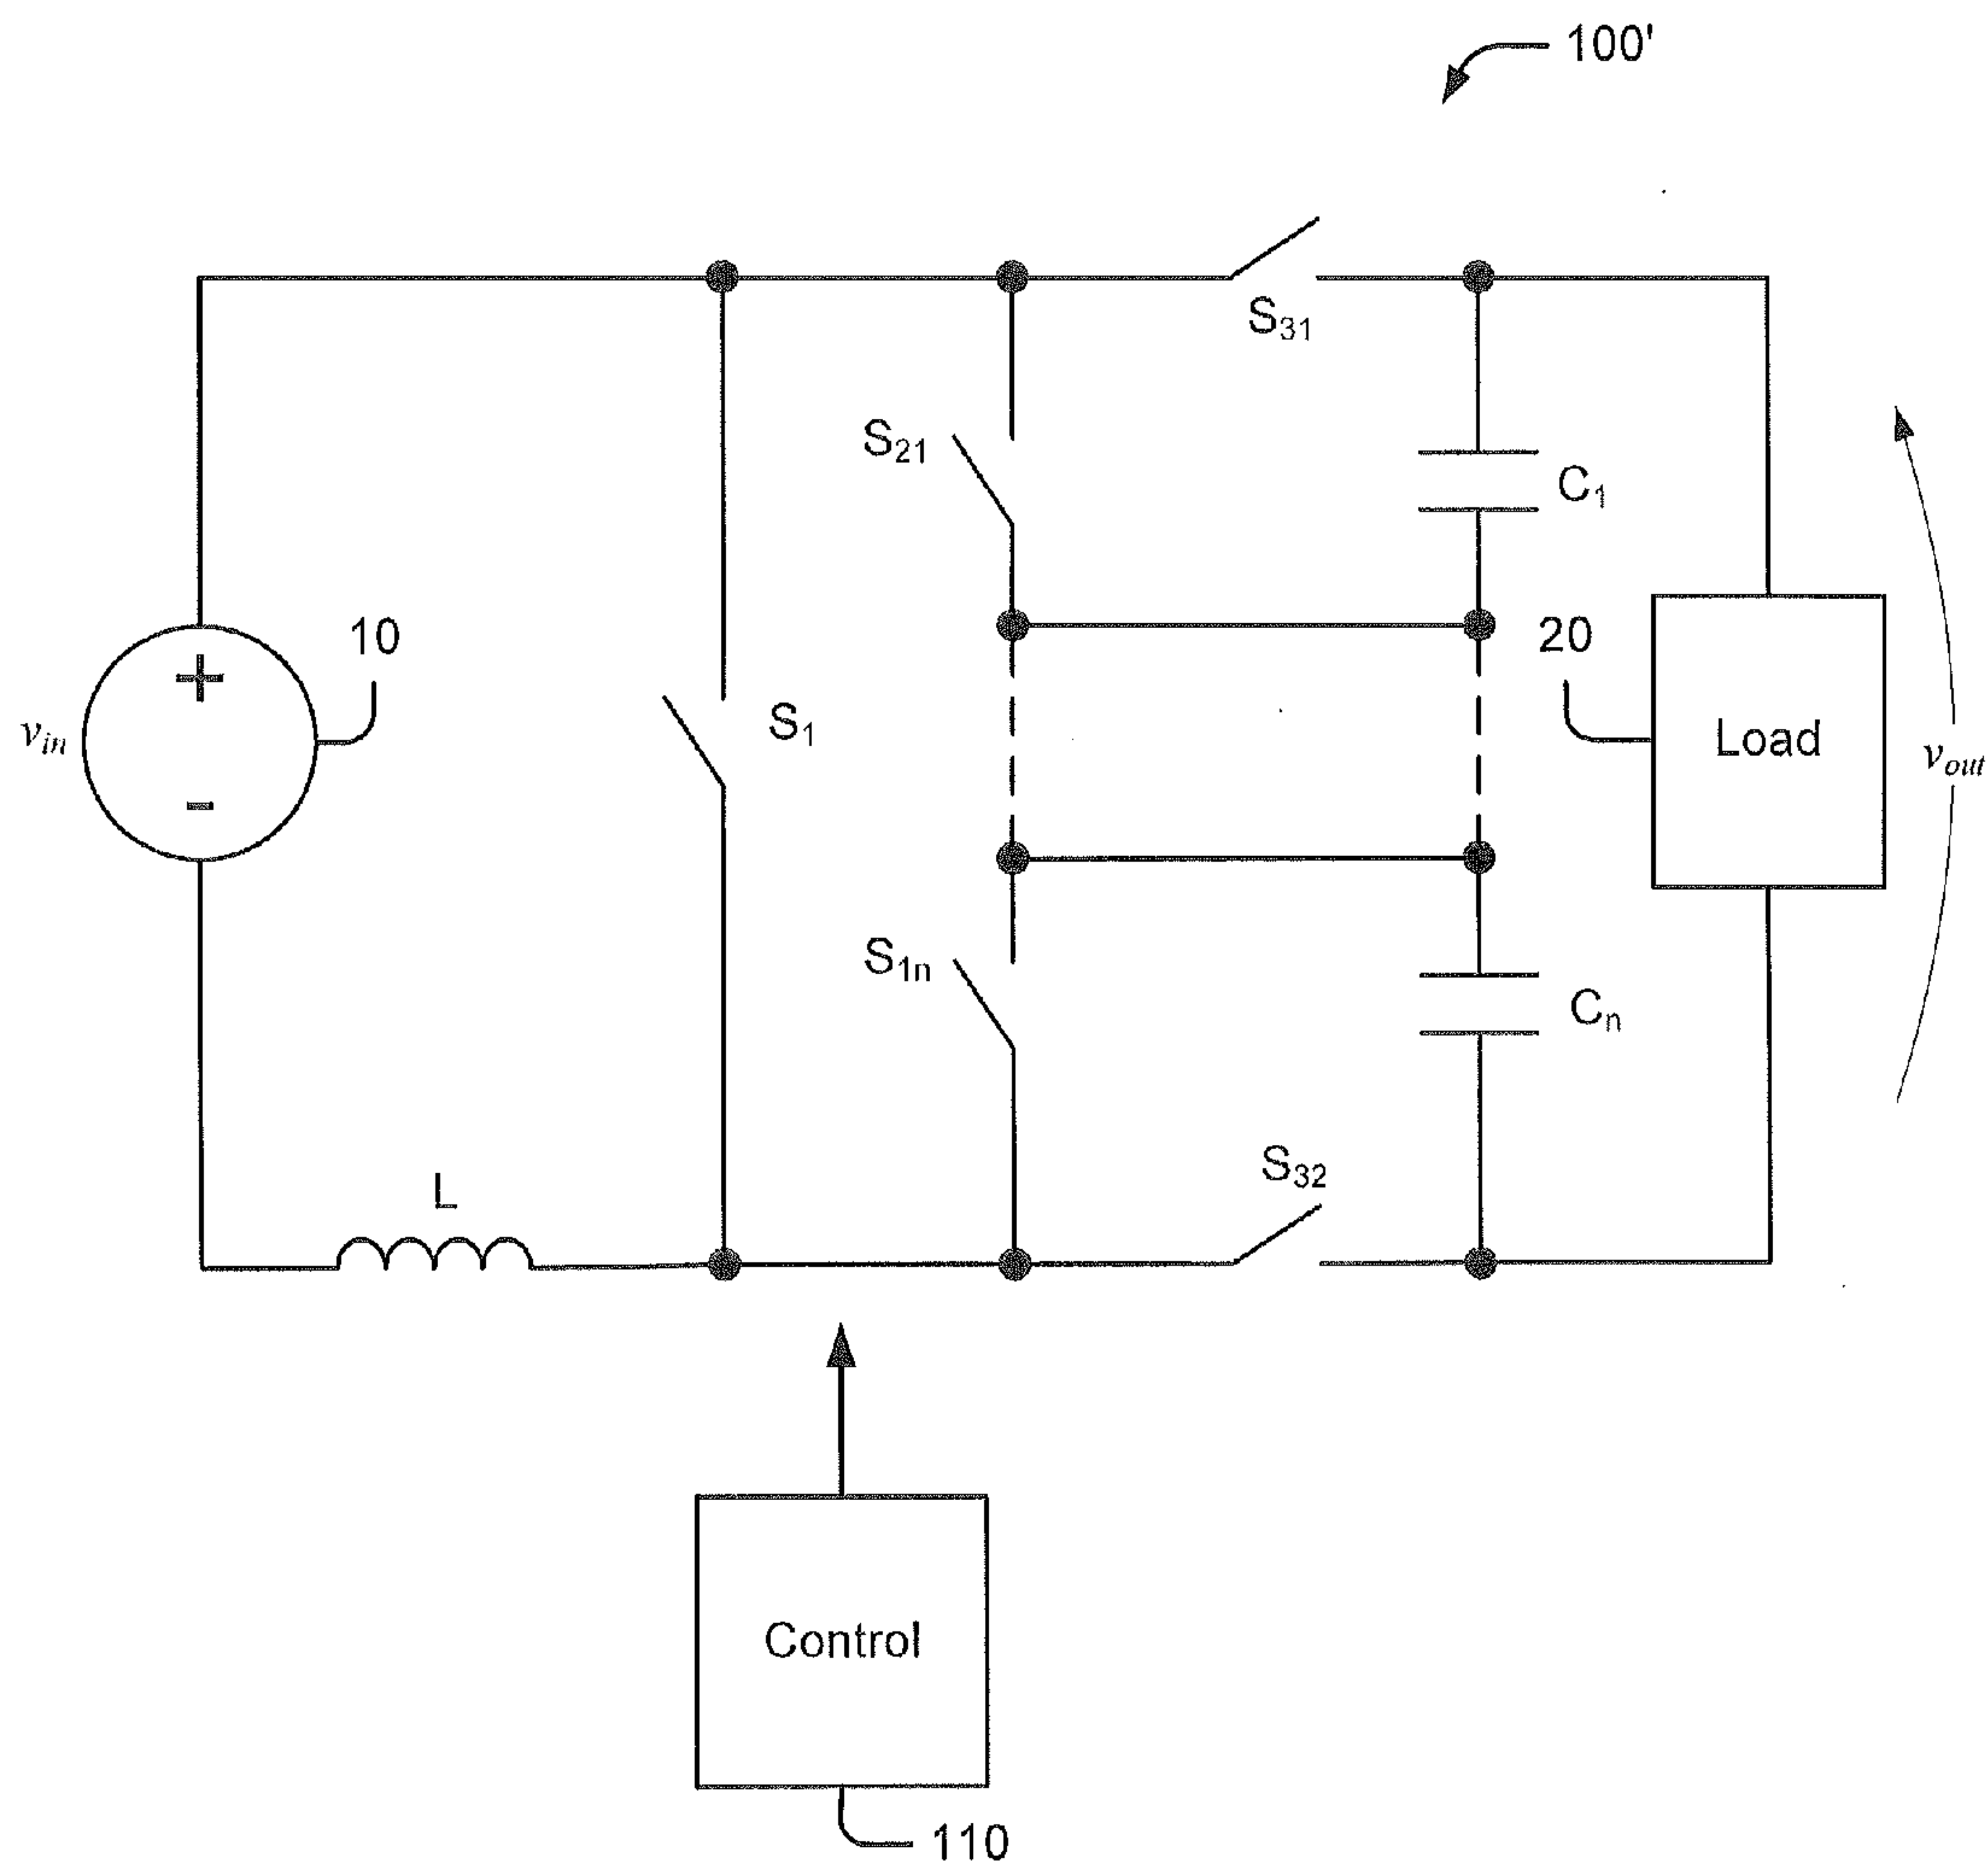 100'
S31
S21
C1
10
20
vin
+
-
S1
Load
vout
S1n
Cn
S32
L
Control
110